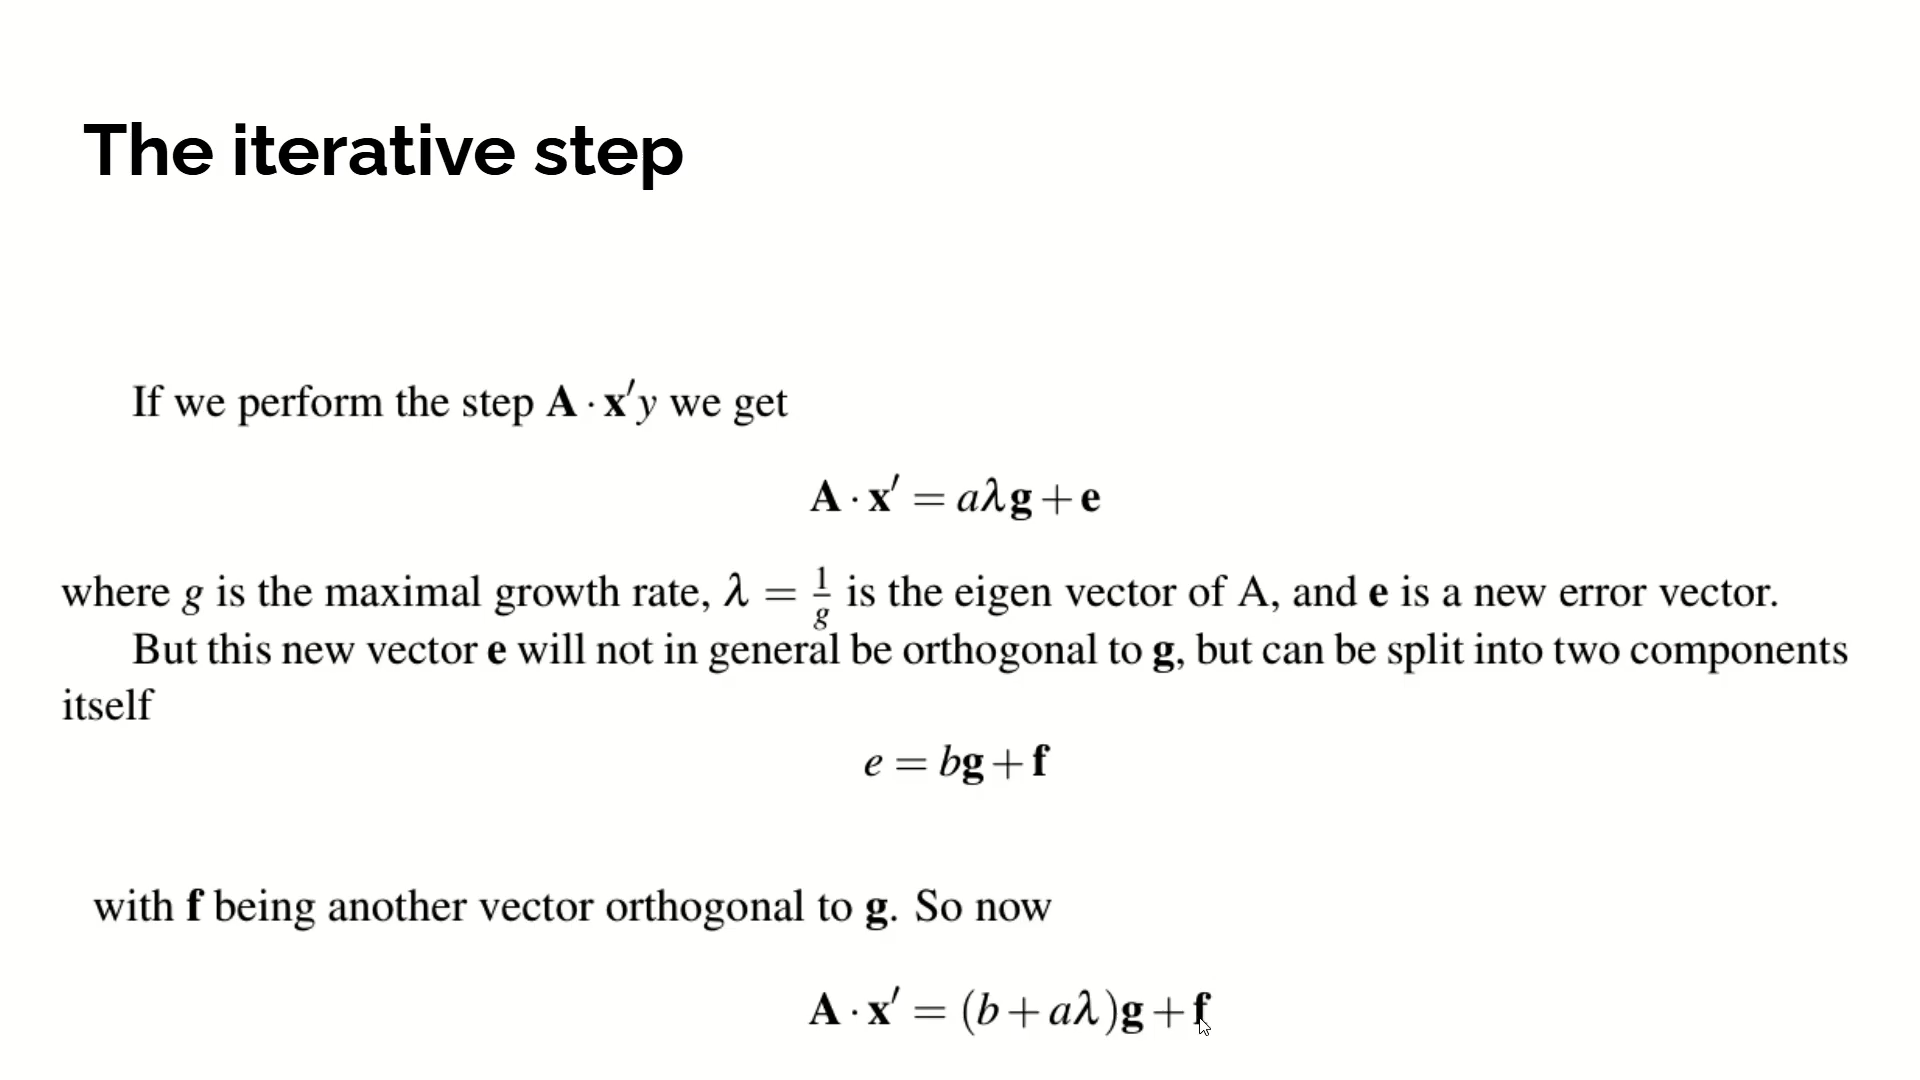 The iterative step
If we perform the step A · x′y we get
A · x′ = aλg + e
where g is the maximal growth rate, λ = 1/g is the eigen vector of A, and e is a new error vector.
But this new vector e will not in general be orthogonal to g, but can be split into two components
itself
e = bg + f
with f being another vector orthogonal to g. So now
A · x′ = (b + aλ)g + f